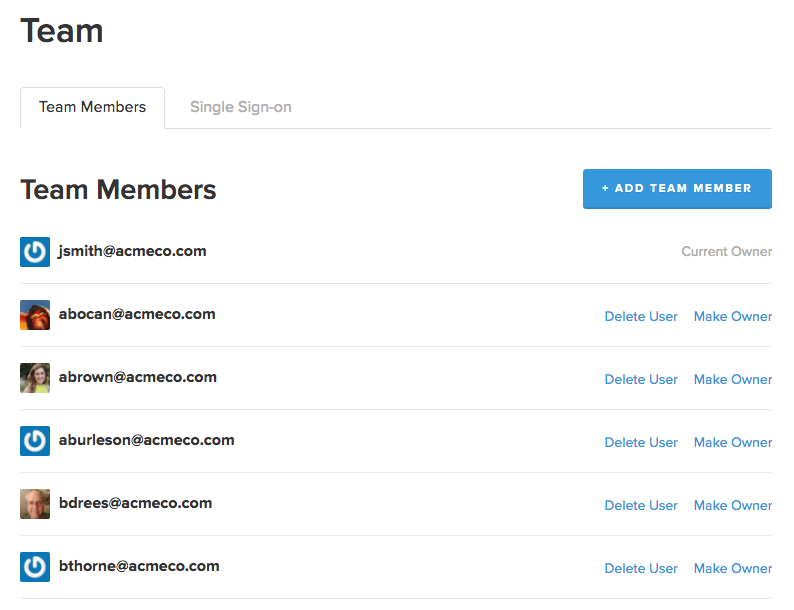 Team
Team Members Single Sign-on
Team Members + ADD TEAM MEMBER
jsmith@acmeco.com Current Owner
abocan@acmeco.com Delete User Make Owner
abrown@acmeco.com Delete User Make Owner
aburleson@acmeco.com Delete User Make Owner
bdrees@acmeco.com Delete User Make Owner
bthorne@acmeco.com Delete User Make Owner